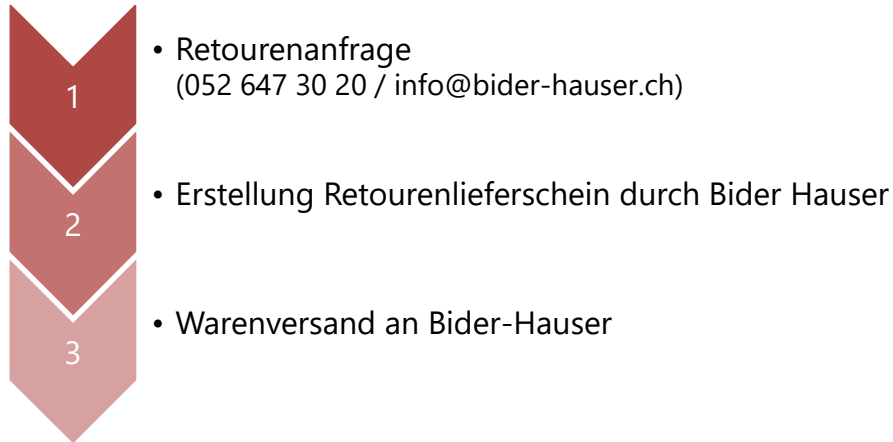 1
• Retourenanfrage
(052 647 30 20 / info@bider-hauser.ch)
2
• Erstellung Retourenlieferschein durch Bider Hauser
3
• Warenversand an Bider-Hauser